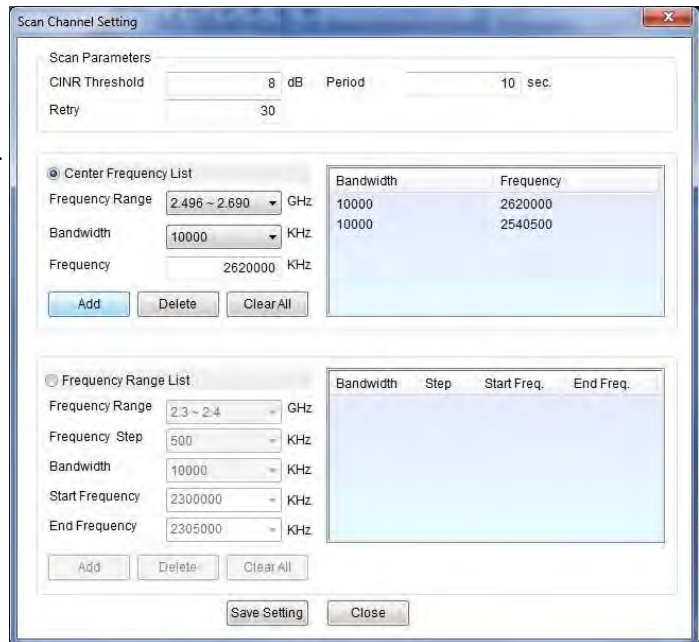 Scan Channel Setting
Scan Parameters
CINR Threshold 8 dB Period 10 sec.
Retry 30
Center Frequency List
Frequency Range 2.496 ~ 2.690 GHz
Bandwidth 10000 KHz
Frequency 2620000 KHz
Add Delete Clear All
Bandwidth Frequency
10000 2620000
10000 2540500
Frequency Range List
Frequency Range 2.3 ~ 2.4 GHz
Frequency Step 500 KHz
Bandwidth 10000 KHz
Start Frequency 2300000 KHz
End Frequency 2305000 KHz
Add Delete Clear All
Bandwidth Step Start Freq. End Freq.
Save Setting Close